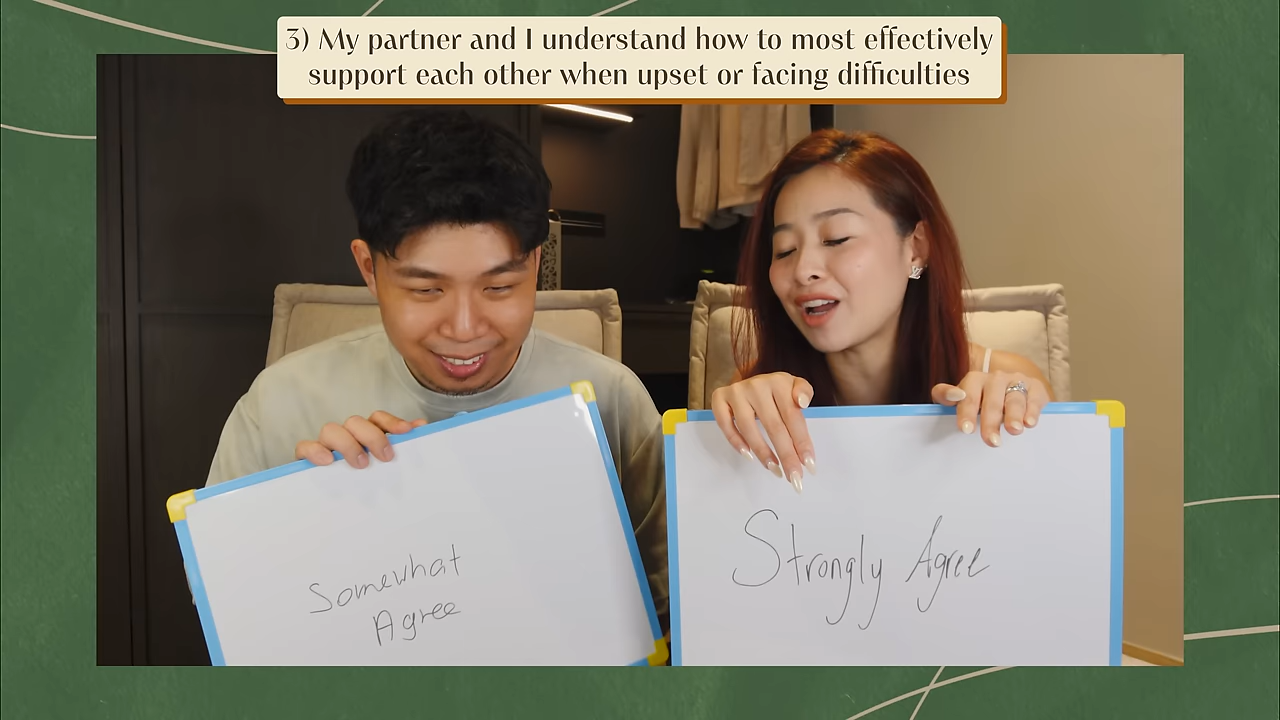 3) My partner and I understand how to most effectively
support each other when upset or facing difficulties
Somewhat
Agree
Strongly Agree